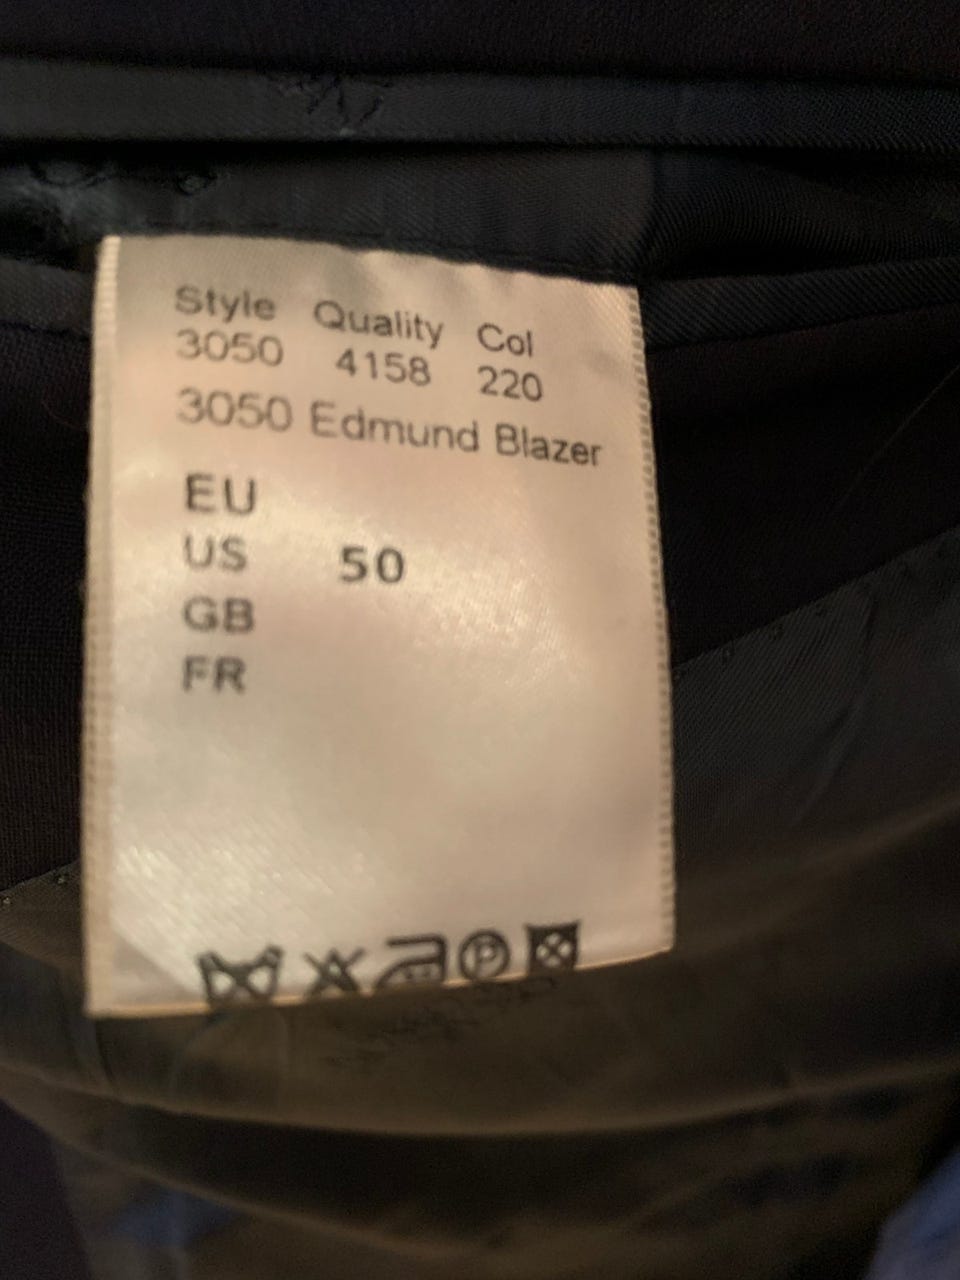 Style Quality Col
3050 4158 220
3050 Edmund Blazer
EU
US 50
GB
FR